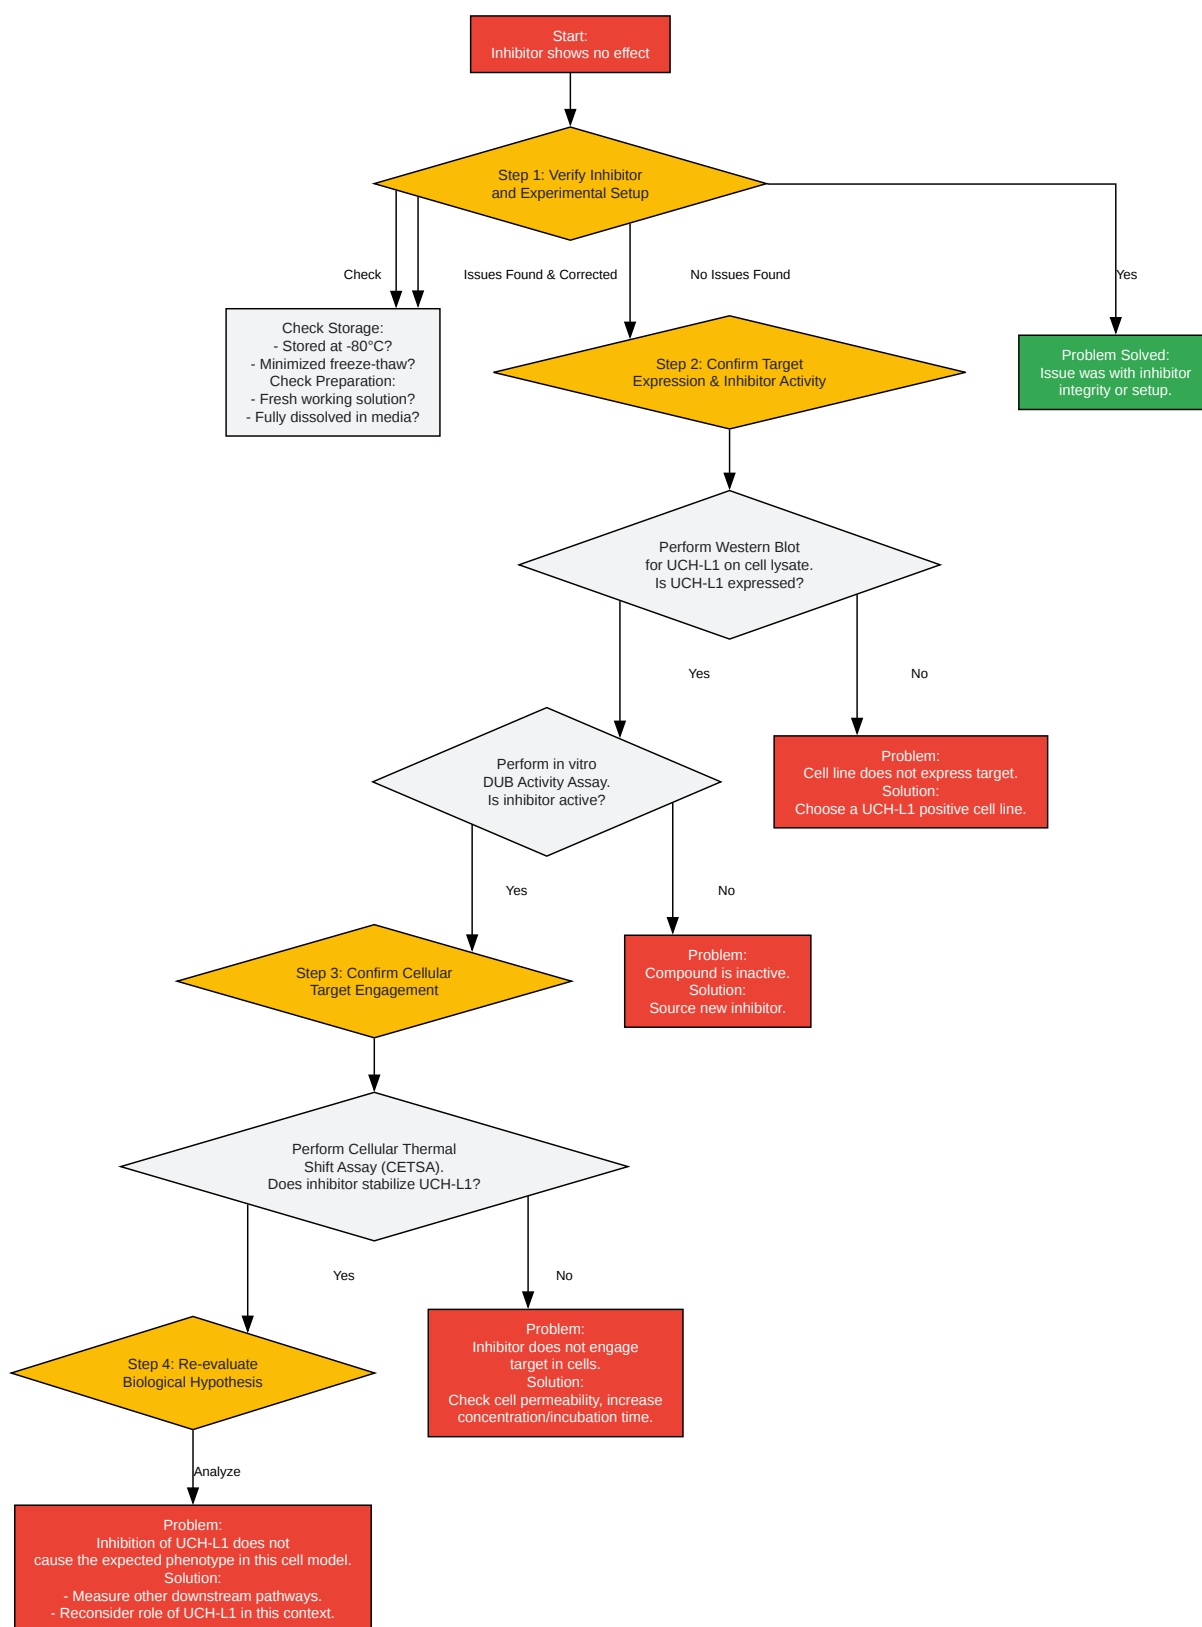 Start:
Inhibitor shows no effect
Step 1: Verify Inhibitor
and Experimental Setup
Check
Issues Found & Corrected
No Issues Found
Yes
Check Storage:
- Stored at -80°C?
- Minimized freeze-thaw?
Check Preparation:
- Fresh working solution?
- Fully dissolved in media?
Step 2: Confirm Target
Expression & Inhibitor Activity
Problem Solved:
Issue was with inhibitor
integrity or setup.
Perform Western Blot
for UCH-L1 on cell lysate.
Is UCH-L1 expressed?
Yes
No
Perform in vitro
DUB Activity Assay.
Is inhibitor active?
Problem:
Cell line does not express target.
Solution:
Choose a UCH-L1 positive cell line.
Yes
No
Step 3: Confirm Cellular
Target Engagement
Problem:
Compound is inactive.
Solution:
Source new inhibitor.
Perform Cellular Thermal
Shift Assay (CETSA).
Does inhibitor stabilize UCH-L1?
Yes
No
Step 4: Re-evaluate
Biological Hypothesis
Problem:
Inhibitor does not engage
target in cells.
Solution:
Check cell permeability, increase
concentration/incubation time.
Analyze
Problem:
Inhibition of UCH-L1 does not
cause the expected phenotype in this cell model.
Solution:
- Measure other downstream pathways.
- Reconsider role of UCH-L1 in this context.